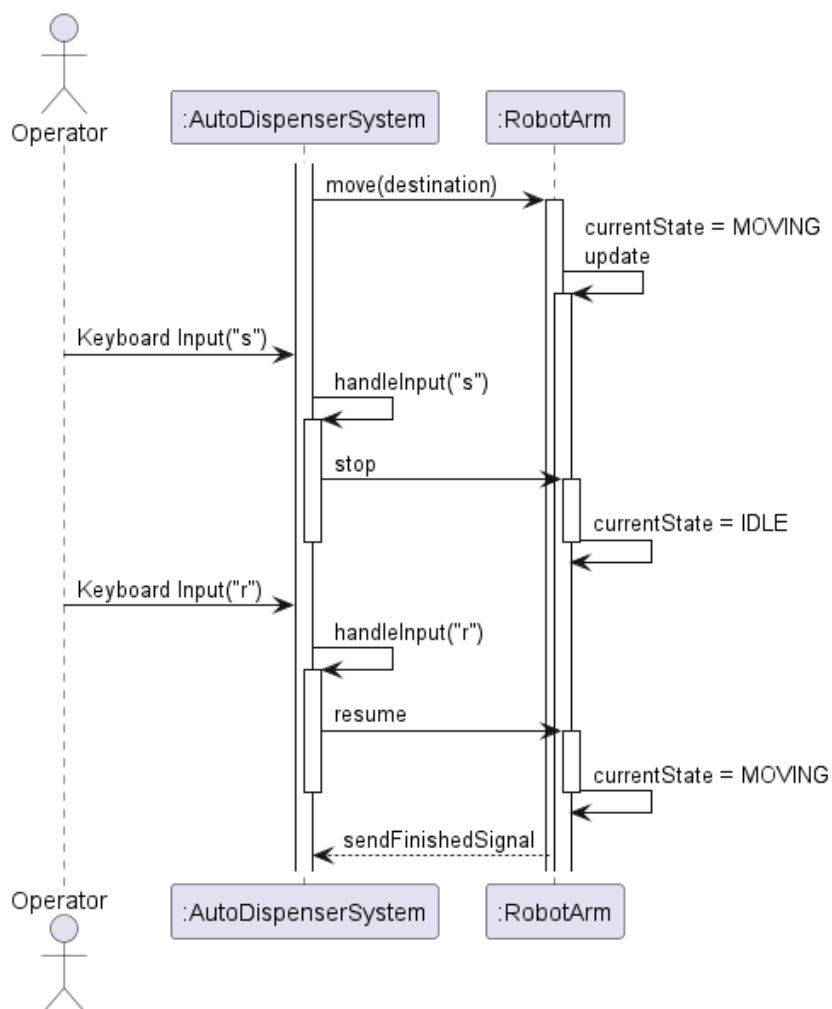 Operator
:AutoDispenserSystem
:RobotArm
move(destination)
currentState = MOVING
update
Keyboard Input("s")
handleInput("s")
stop
currentState = IDLE
Keyboard Input("r")
handleInput("r")
resume
currentState = MOVING
sendFinishedSignal
Operator
:AutoDispenserSystem
:RobotArm